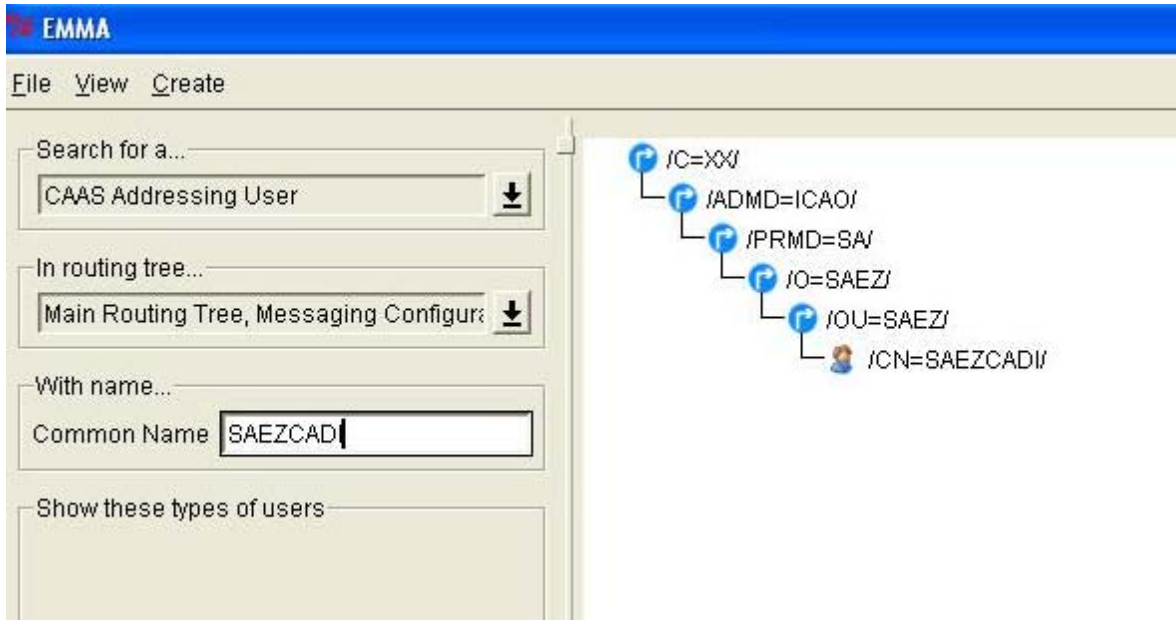 EMMA
File View Create
Search for a...
CAAS Addressing User
In routing tree...
Main Routing Tree, Messaging Configura
With name...
Common Name SAEZCADI
Show these types of users
/C=XX/
/ADMD=ICAO/
/PRMD=SA/
/O=SAEZ/
/OU=SAEZ/
/CN=SAEZCADI/